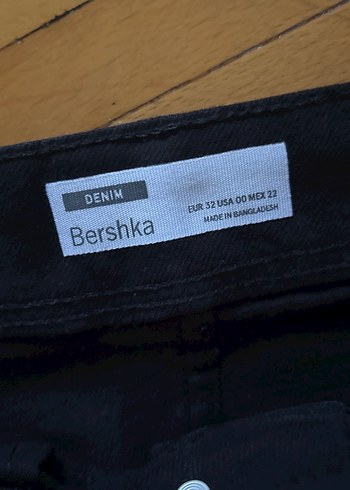 DENIM
Bershka
EUR 32 USA 00 MEX 22
MADE IN BANGLADESH